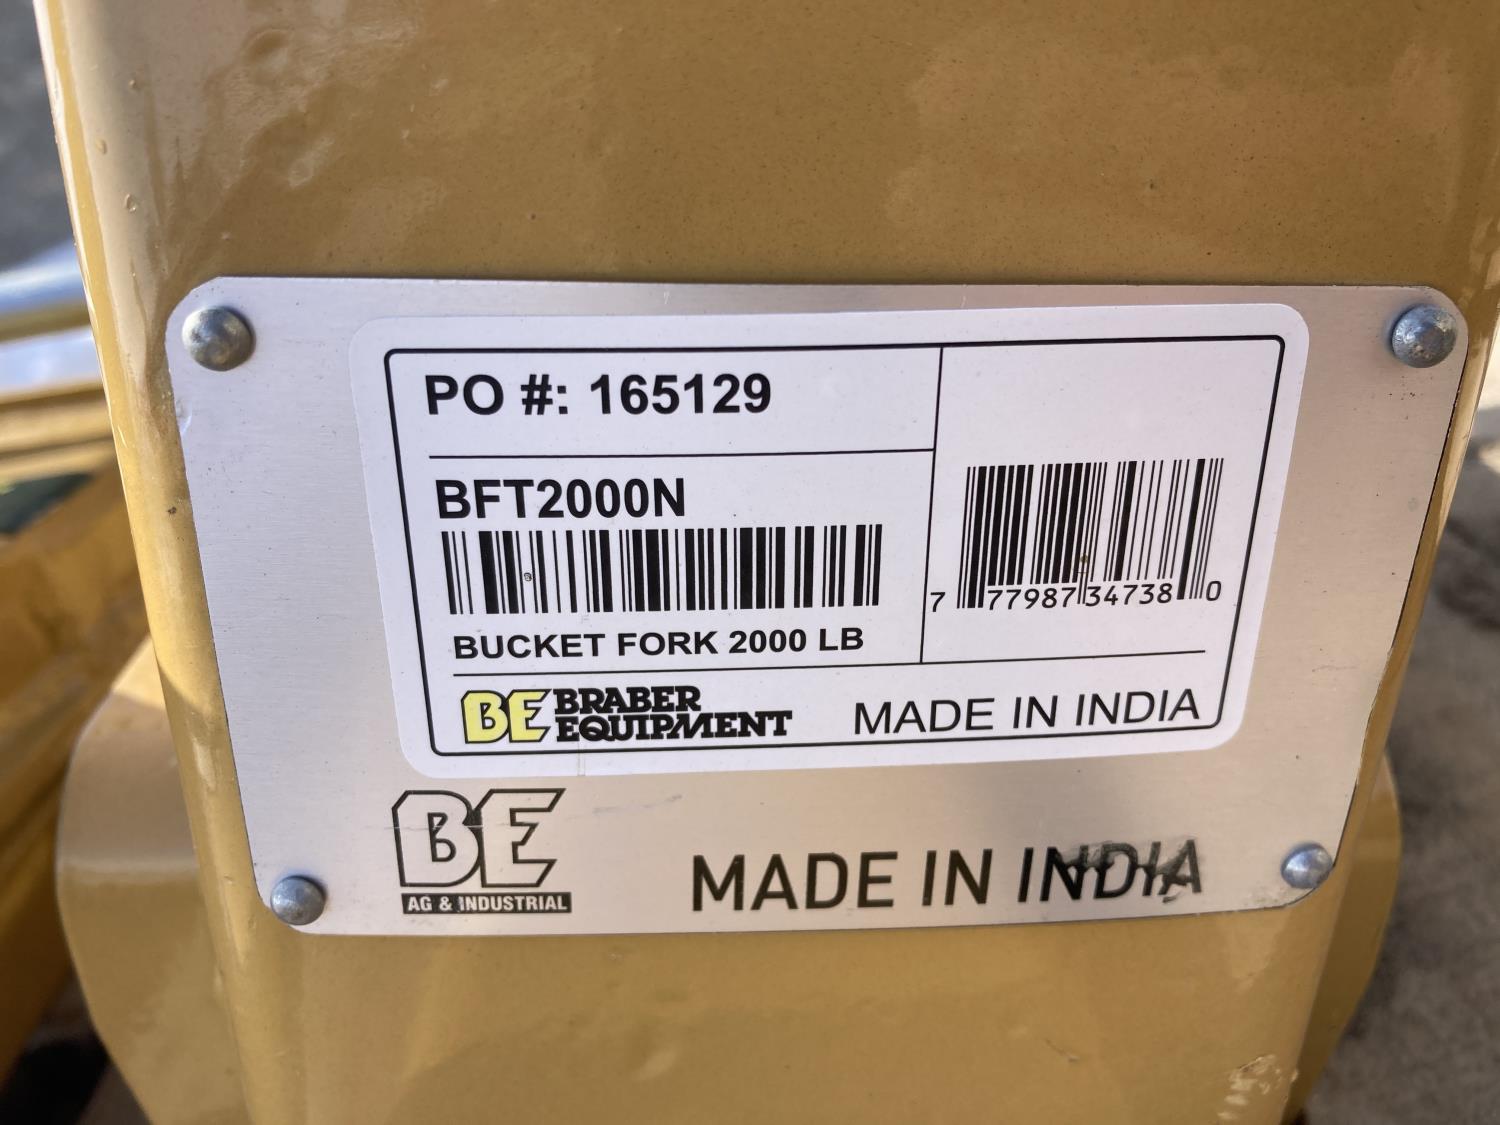 PO #: 165129
BFT2000N
BUCKET FORK 2000 LB
7 77987 34738 0
BE BRABER
EQUIPMENT
MADE IN INDIA
BE
AG & INDUSTRIAL
MADE IN INDIA